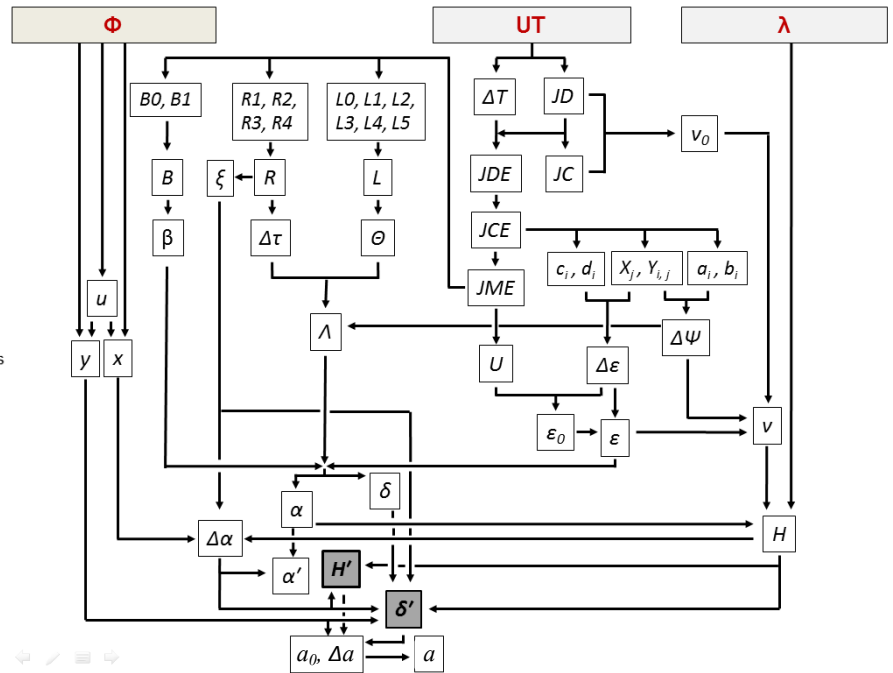 Φ
UT
λ
B0, B1
R1, R2,
R3, R4
L0, L1, L2,
L3, L4, L5
ΔT
JD
ν0
B
ξ
R
L
JDE
JC
β
Δτ
Θ
JCE
ci , di
Xj , Yi, j
ai , bi
u
JME
Λ
ΔΨ
s
y
x
U
Δε
ε0
ε
ν
α
δ
Δα
H
α′
H′
δ′
a0, Δa
a